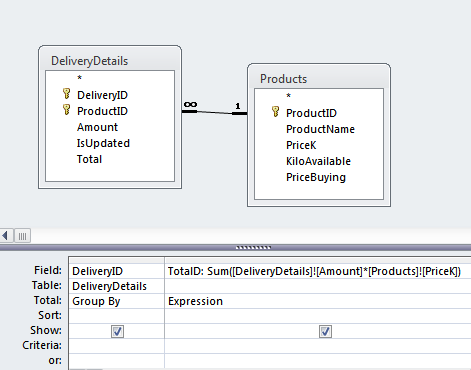 DeliveryDetails
*
DeliveryID
ProductID
Amount
IsUpdated
Total
∞ 1
Products
*
ProductID
ProductName
PriceK
KiloAvailable
PriceBuying
Field: DeliveryID TotalD: Sum([DeliveryDetails]![Amount]*[Products]![PriceK])
Table: DeliveryDetails
Total: Group By Expression
Sort:
Show:
Criteria:
or: